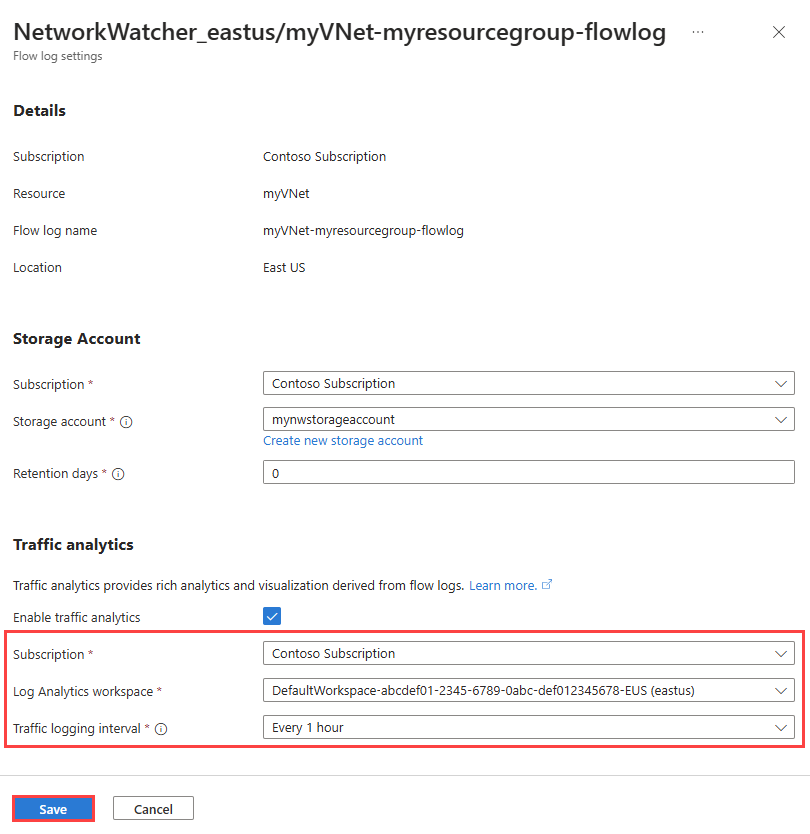 NetworkWatcher_eastus/myVNet-myresourcegroup-flowlog ...
Flow log settings
Details
Subscription Contoso Subscription
Resource myVNet
Flow log name myVNet-myresourcegroup-flowlog
Location East US
Storage Account
Subscription * Contoso Subscription
Storage account * mynwstorageaccount
Create new storage account
Retention days * 0
Traffic analytics
Traffic analytics provides rich analytics and visualization derived from flow logs. Learn more.
Enable traffic analytics
Subscription * Contoso Subscription
Log Analytics workspace * DefaultWorkspace-abcdef01-2345-6789-0abc-def012345678-EUS (eastus)
Traffic logging interval * Every 1 hour
Save Cancel